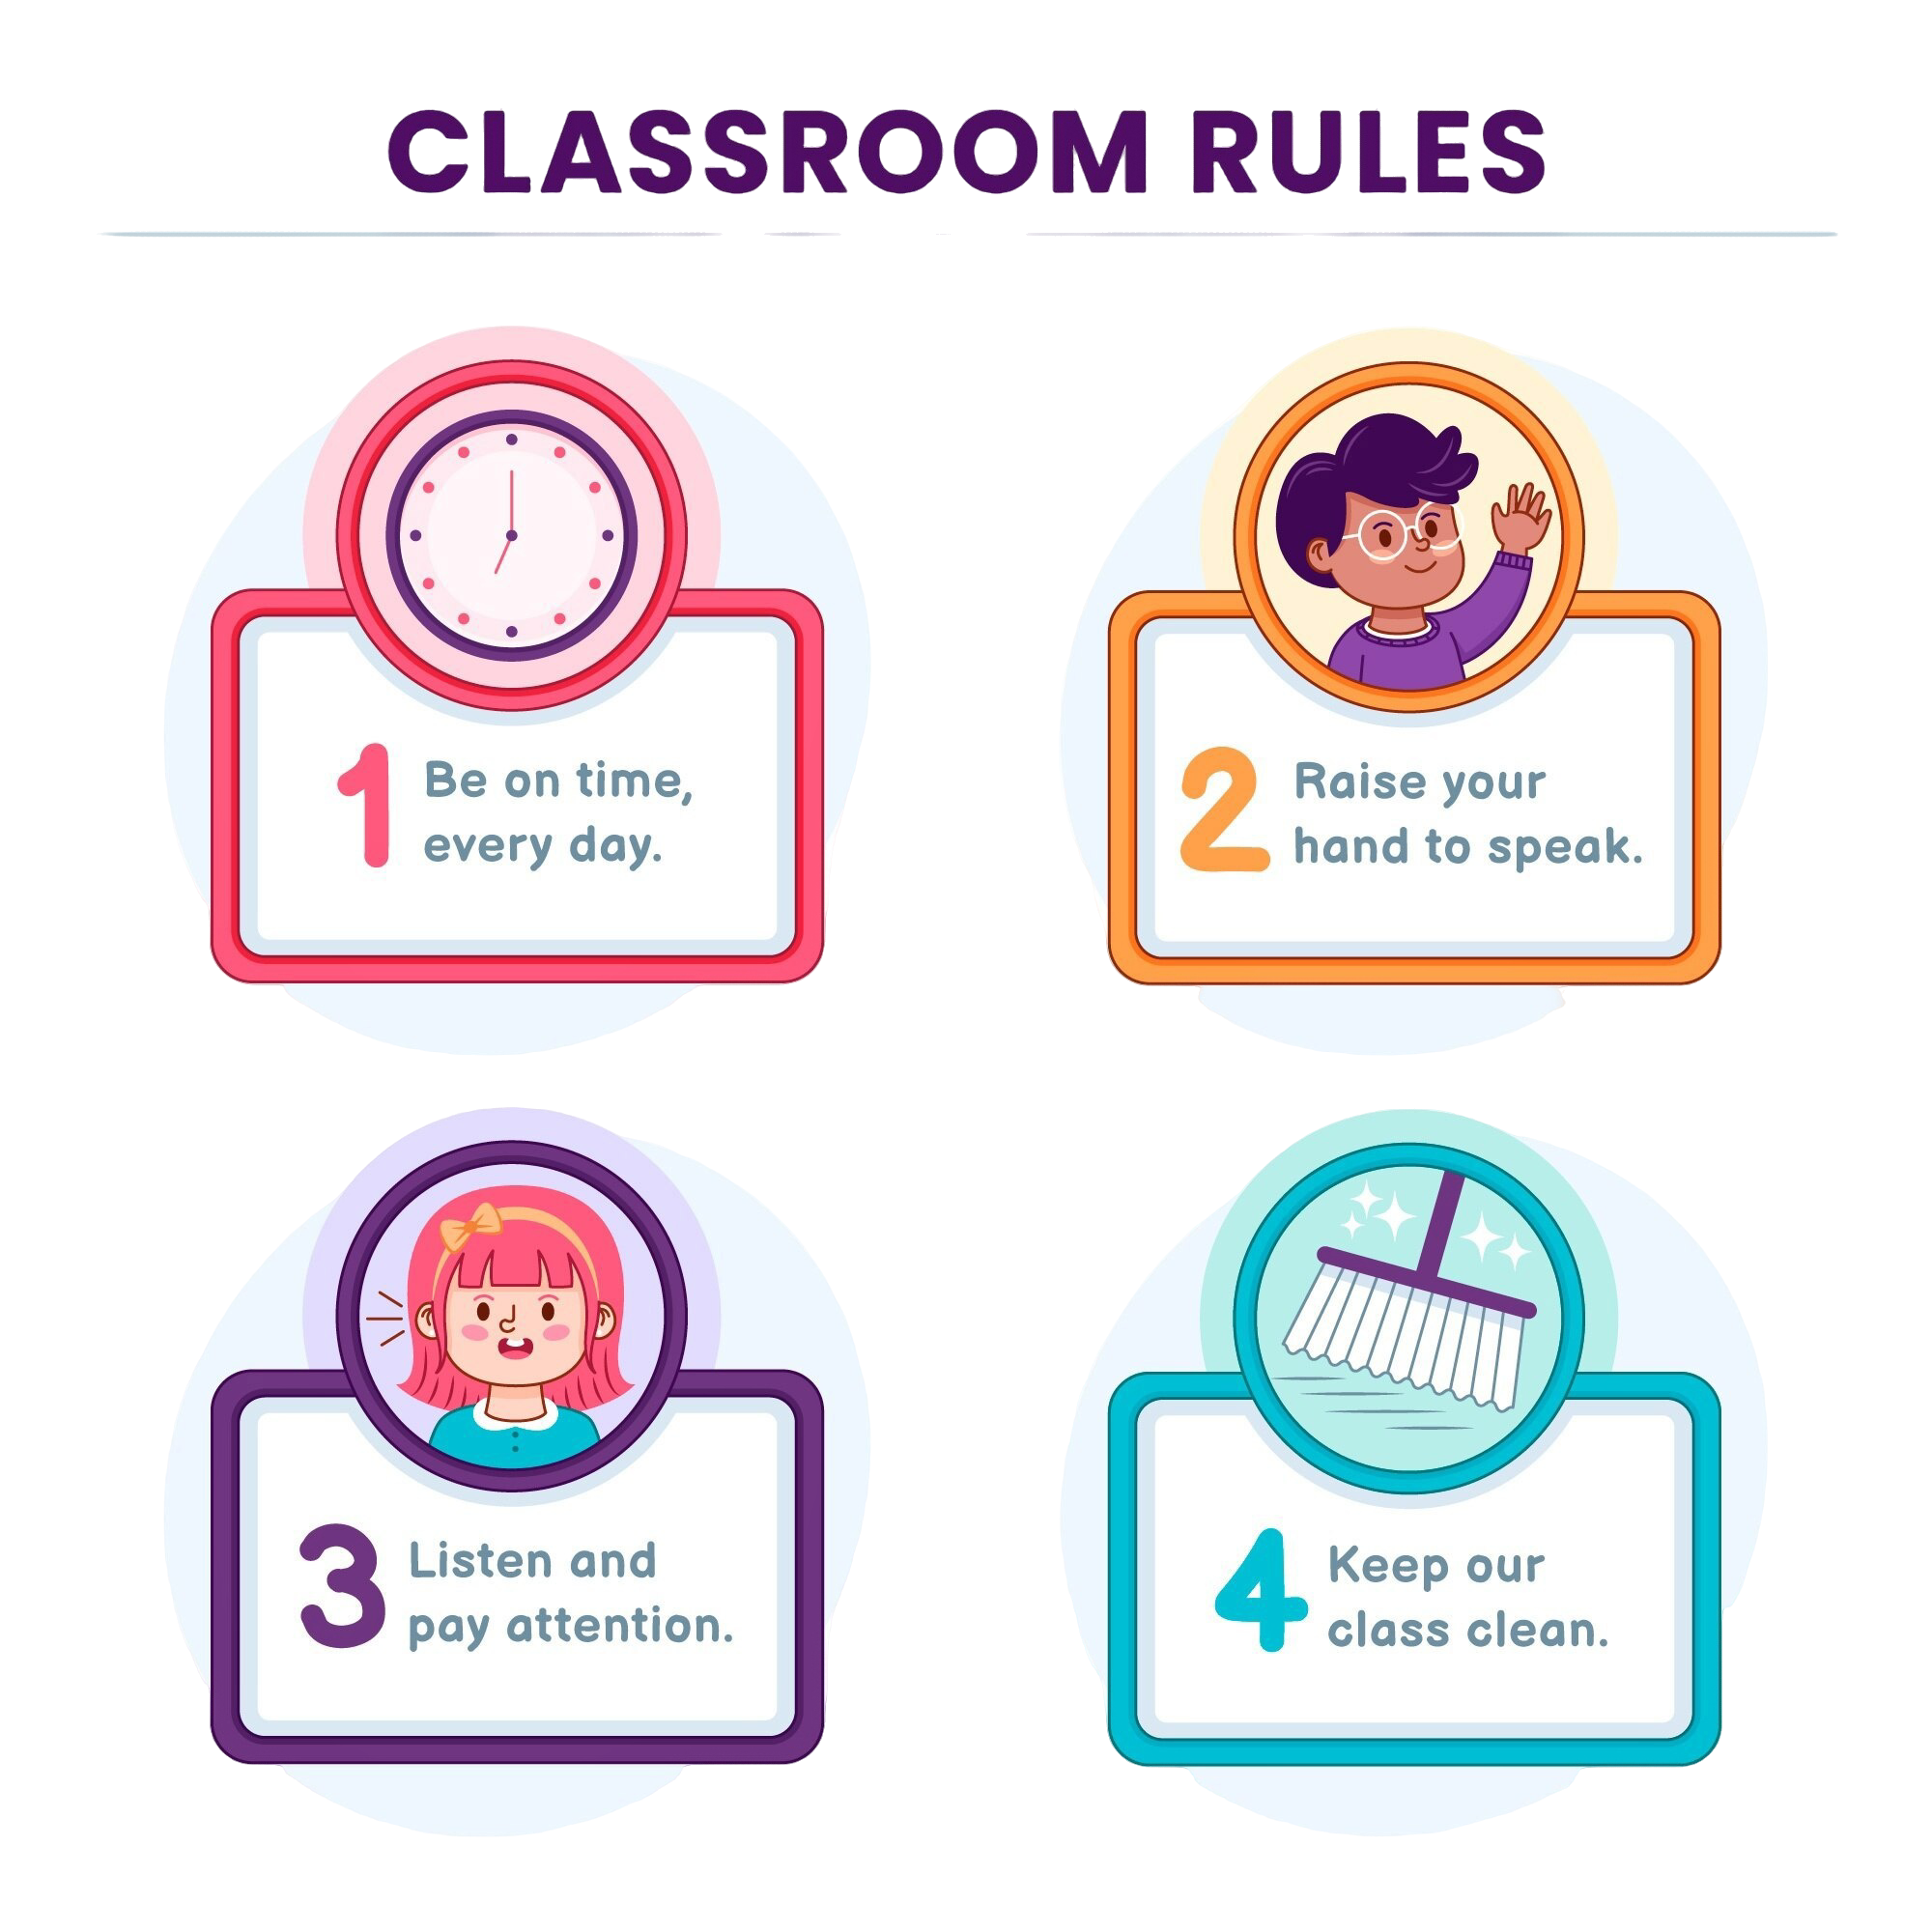 CLASSROOM RULES
1 Be on time,
every day.
2 Raise your
hand to speak.
3 Listen and
pay attention.
4 Keep our
class clean.